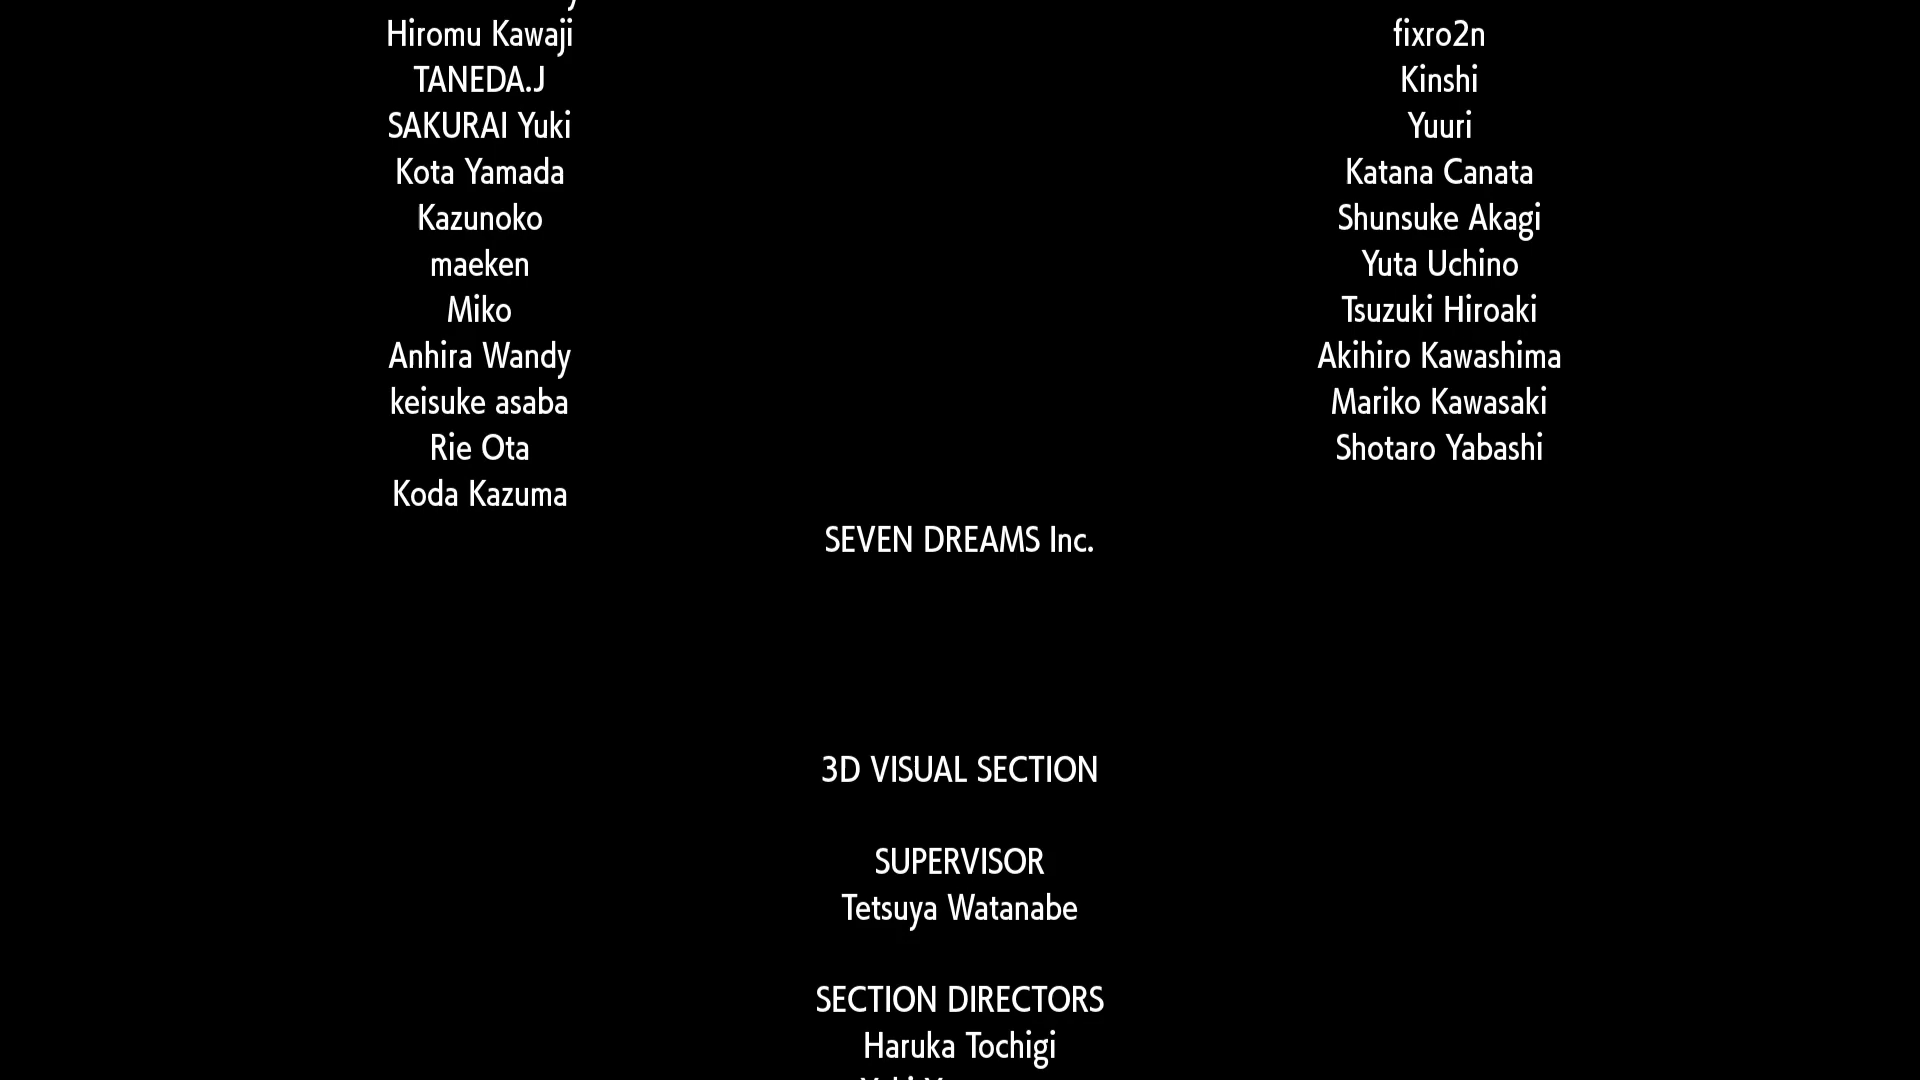 Hiromu Kawaji
TANEDA.J
SAKURAI Yuki
Kota Yamada
Kazunoko
maeken
Miko
Anhira Wandy
keisuke asaba
Rie Ota
Koda Kazuma
fixro2n
Kinshi
Yuuri
Katana Canata
Shunsuke Akagi
Yuta Uchino
Tsuzuki Hiroaki
Akihiro Kawashima
Mariko Kawasaki
Shotaro Yabashi
SEVEN DREAMS Inc.
3D VISUAL SECTION
SUPERVISOR
Tetsuya Watanabe
SECTION DIRECTORS
Haruka Tochigi